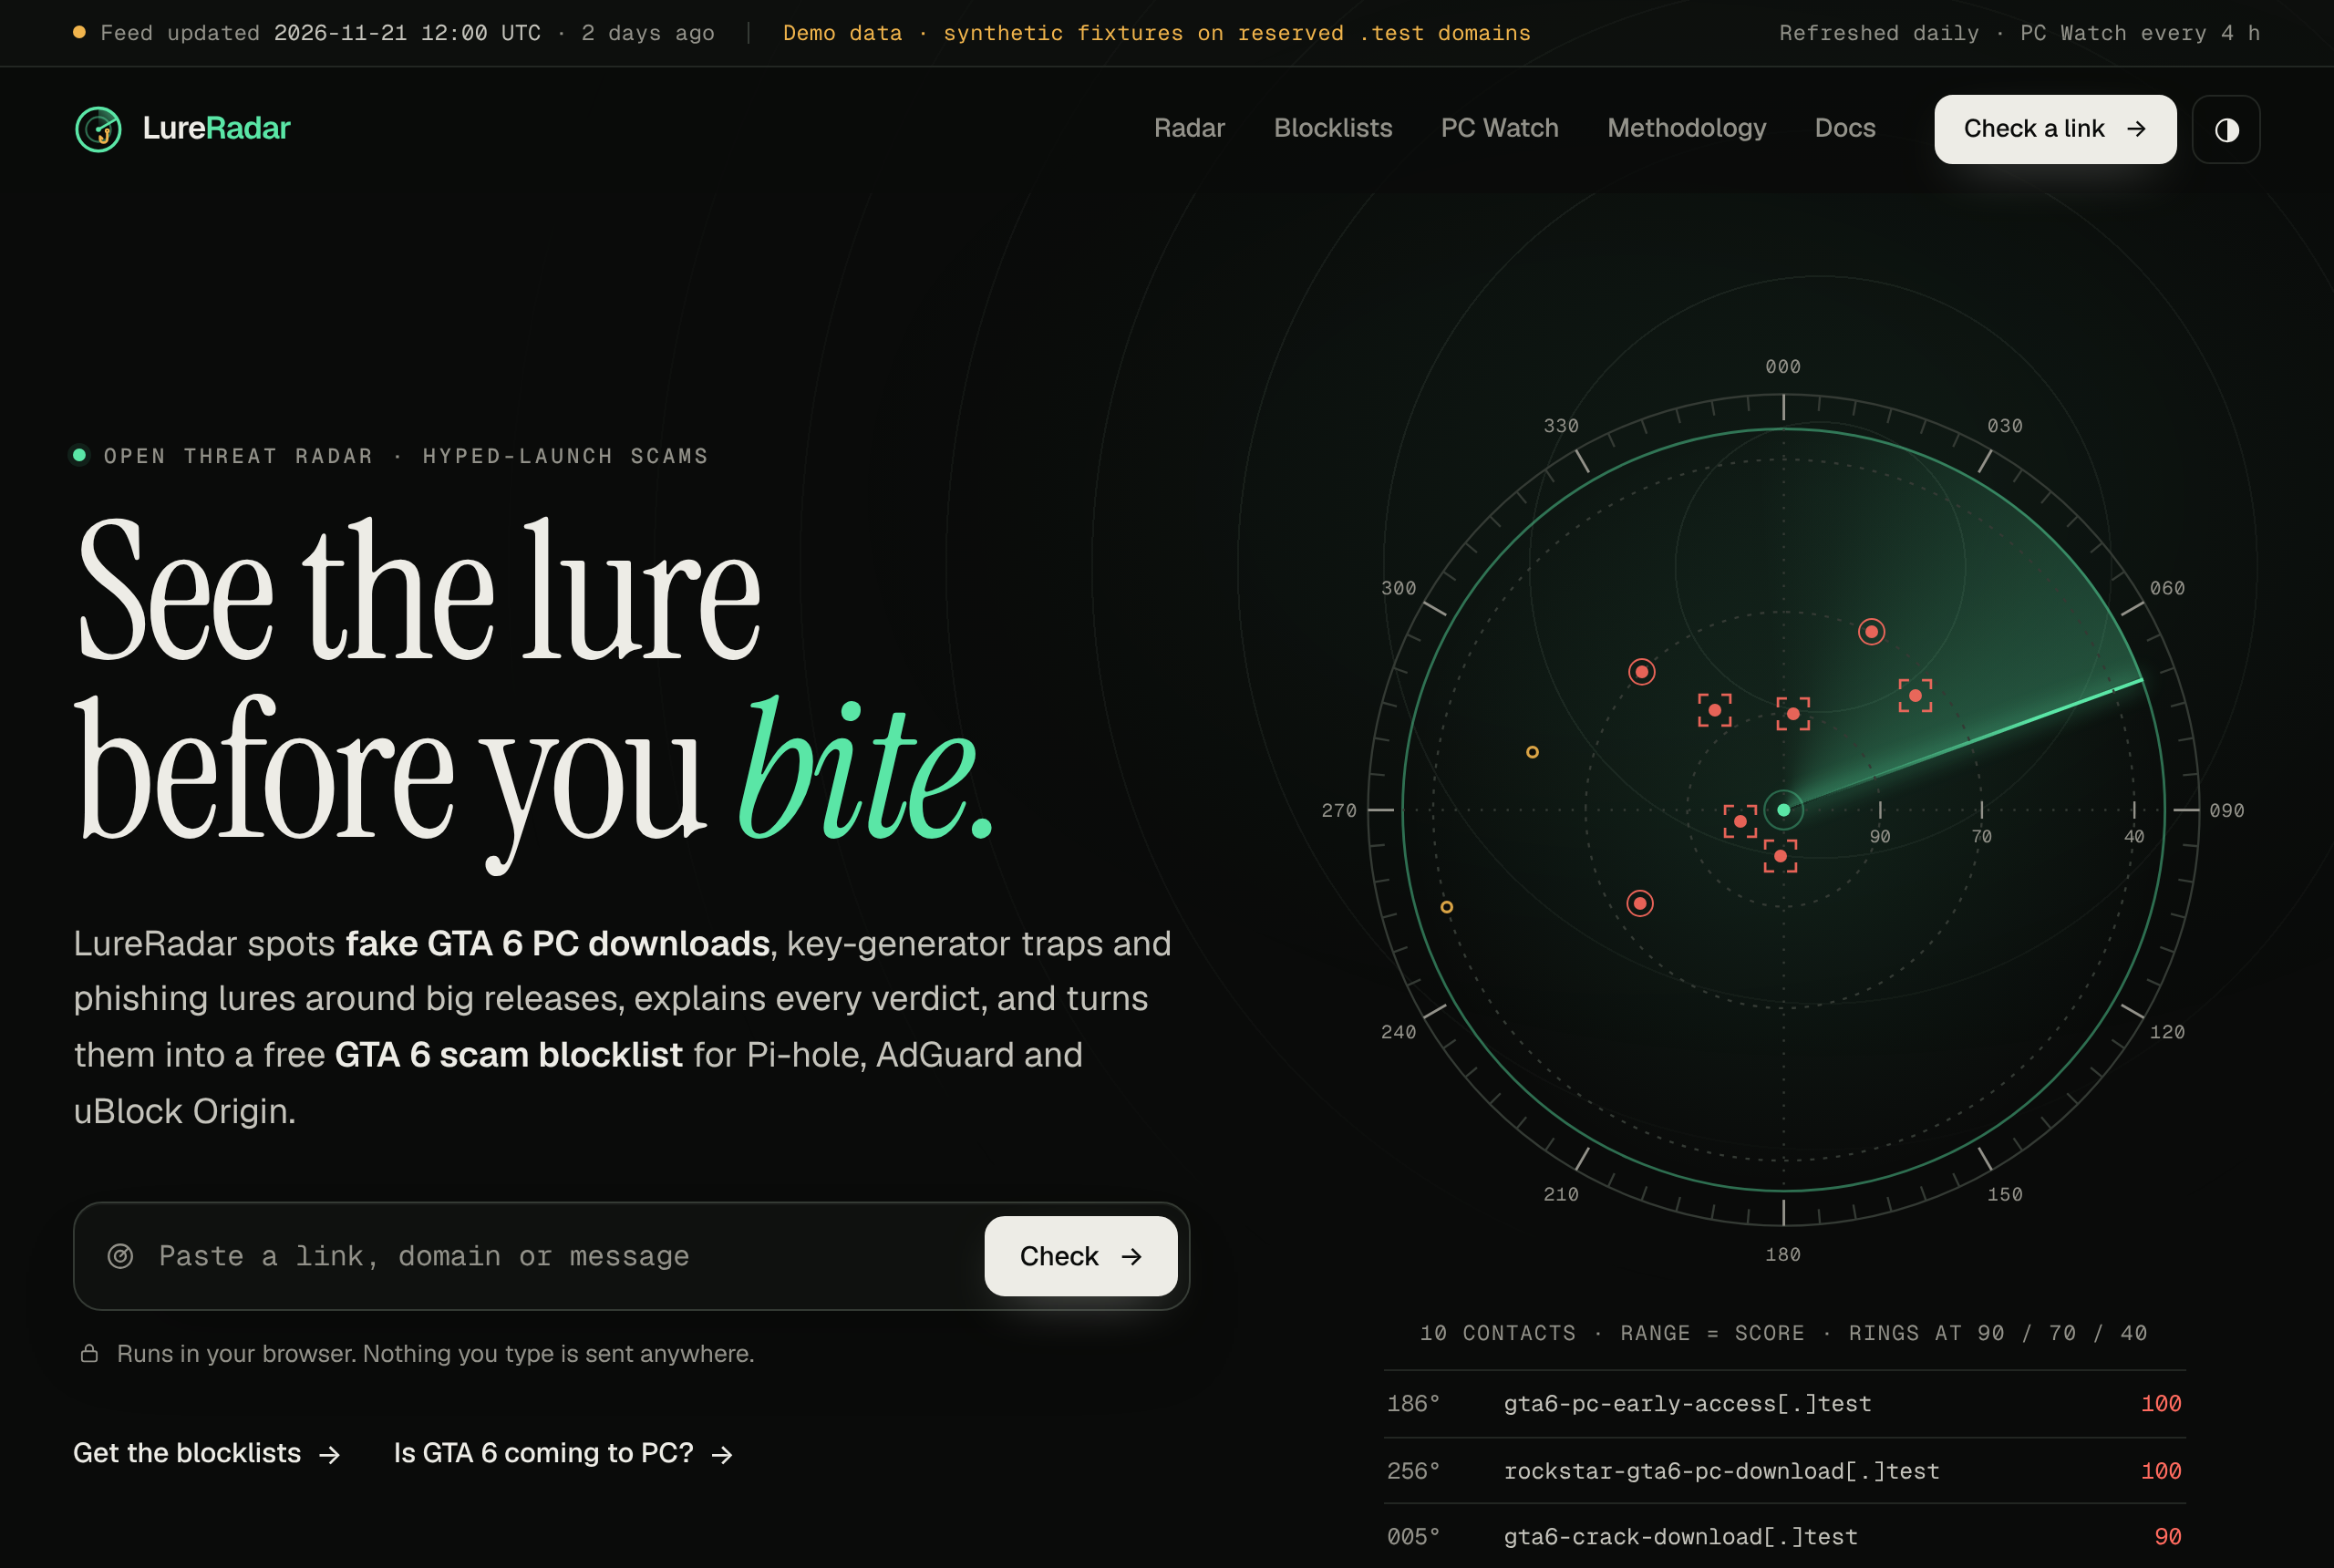 Feed updated 2026-11-21 12:00 UTC · 2 days ago
Demo data · synthetic fixtures on reserved .test domains
Refreshed daily · PC Watch every 4 h
LureRadar
Radar
Blocklists
PC Watch
Methodology
Docs
Check a link →
OPEN THREAT RADAR · HYPED-LAUNCH SCAMS
See the lure
before you bite.
LureRadar spots fake GTA 6 PC downloads, key-generator traps and
phishing lures around big releases, explains every verdict, and turns
them into a free GTA 6 scam blocklist for Pi-hole, AdGuard and
uBlock Origin.
Paste a link, domain or message
Check →
Runs in your browser. Nothing you type is sent anywhere.
Get the blocklists →
Is GTA 6 coming to PC? →
000
030
060
090
120
150
180
210
240
270
300
330
90
70
40
10 CONTACTS · RANGE = SCORE · RINGS AT 90 / 70 / 40
186° gta6-pc-early-access[.]test 100
256° rockstar-gta6-pc-download[.]test 100
005° gta6-crack-download[.]test 90